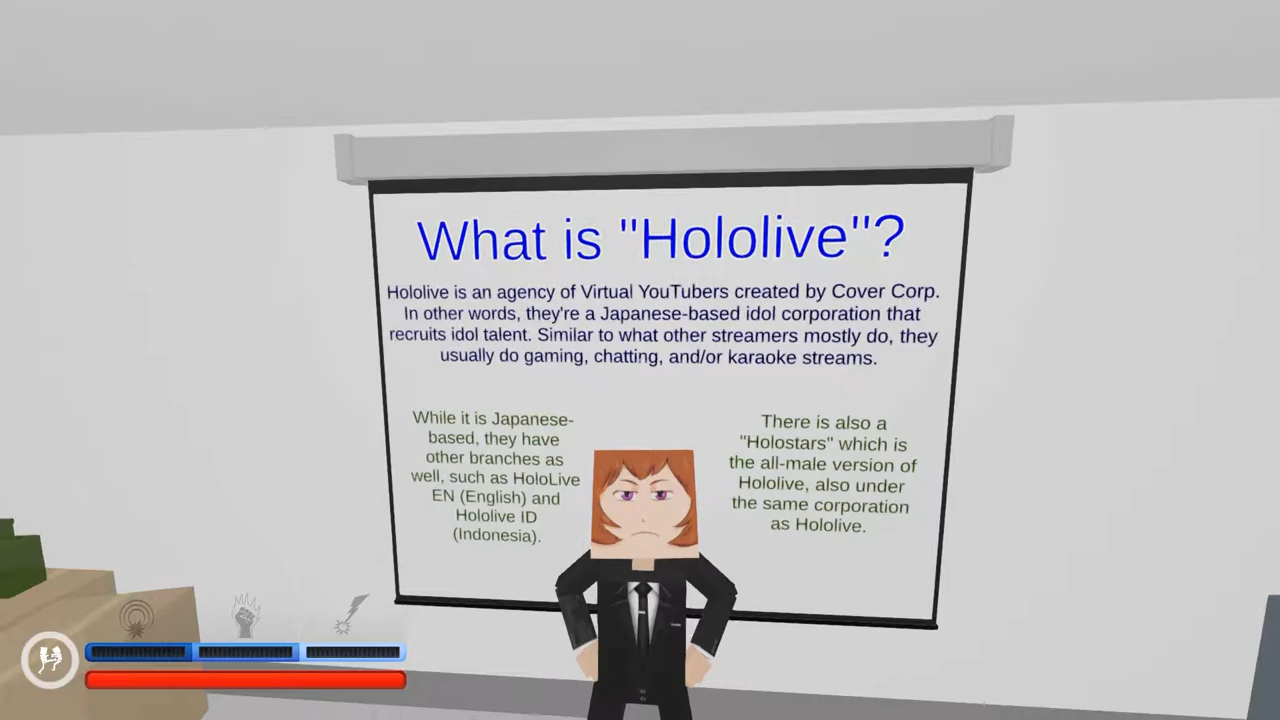 What is "Hololive"?
Hololive is an agency of Virtual YouTubers created by Cover Corp.
In other words, they're a Japanese-based idol corporation that
recruits idol talent. Similar to what other streamers mostly do, they
usually do gaming, chatting, and/or karaoke streams.
While it is Japanese-
based, they have
other branches as
well, such as HoloLive
EN (English) and
Hololive ID
(Indonesia).
There is also a
"Holostars" which is
the all-male version of
Hololive, also under
the same corporation
as Hololive.